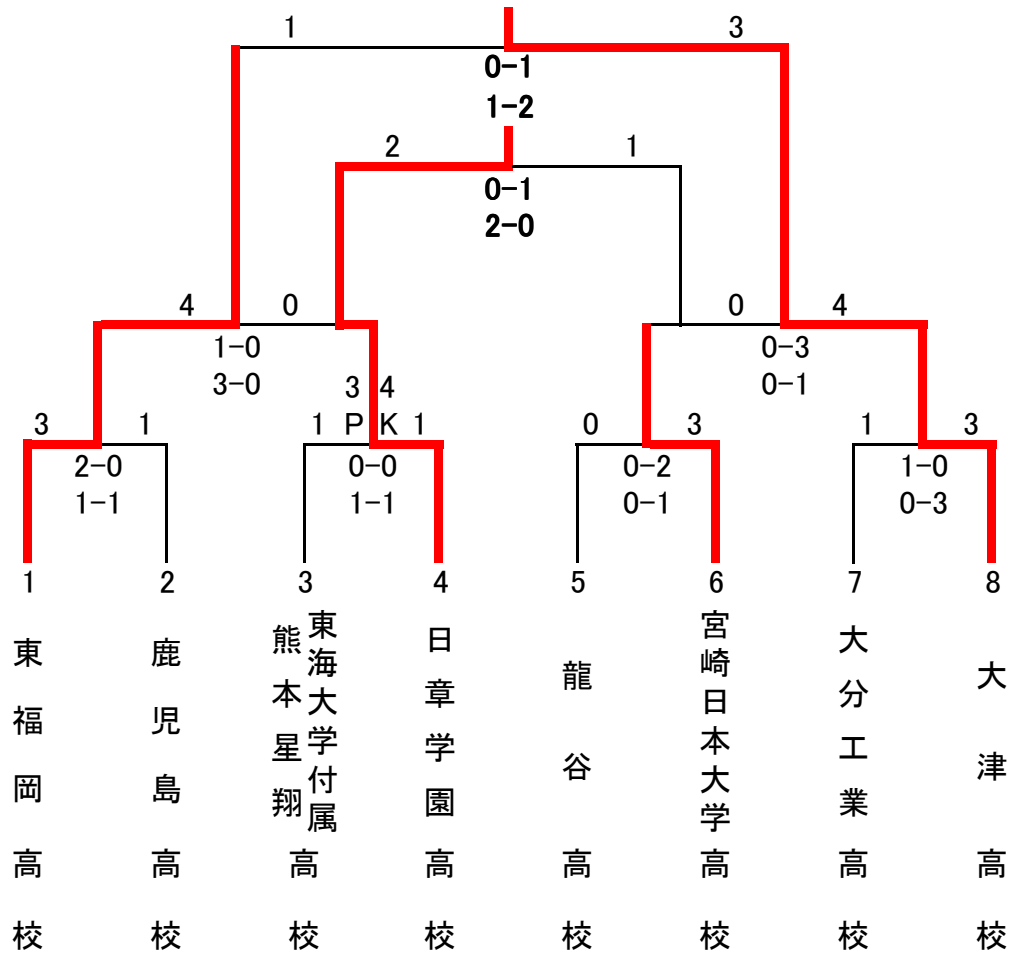 1 3
0-1
1-2
2 1
0-1
2-0
4 0 0 4
1-0 0-3
3-0 0-1
3 4
3 1 1 P K 1 0 3 1 3
2-0 0-0 0-2 1-0
1-1 1-1 0-1 0-3
1 2 3 4 5 6 7 8
東福岡高校
鹿児島高校
東海大学付属
熊本星翔
高校
日章学園高校
龍谷高校
宮崎日本大学高校
大分工業高校
大津高校